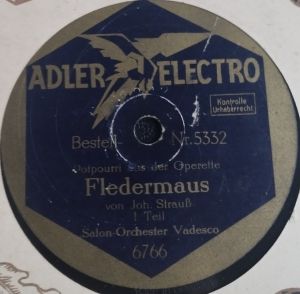 ADLER ELECTRO
Kontrolle
Urheberrecht
Bestell- Nr. 5332
Potpourri aus der Operette
Fledermaus
von Joh. Strauß
I Teil
Salon-Orchester Vadesco
6766